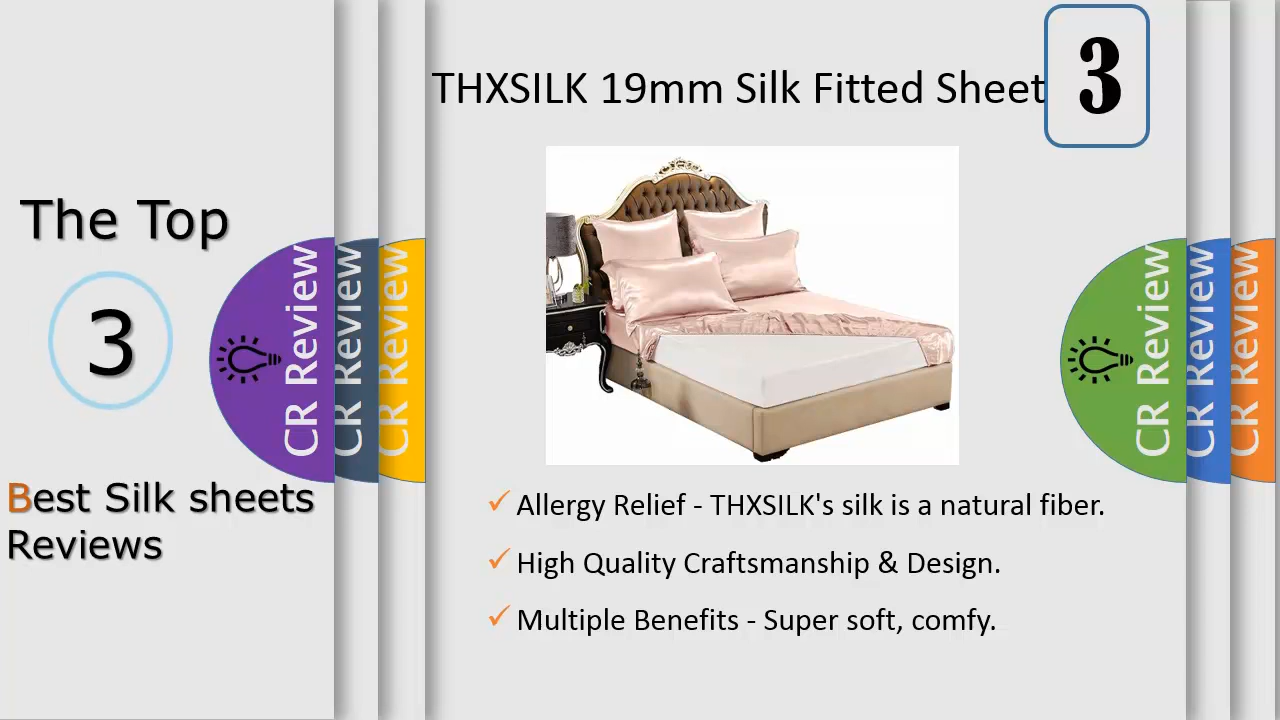 The Top
3
Best Silk sheets
Reviews
CR Review
CR Review
CR Review
THXSILK 19mm Silk Fitted Sheet
3
✓ Allergy Relief - THXSILK's silk is a natural fiber.
✓ High Quality Craftsmanship & Design.
✓ Multiple Benefits - Super soft, comfy.
CR Review
CR Review
CR Review